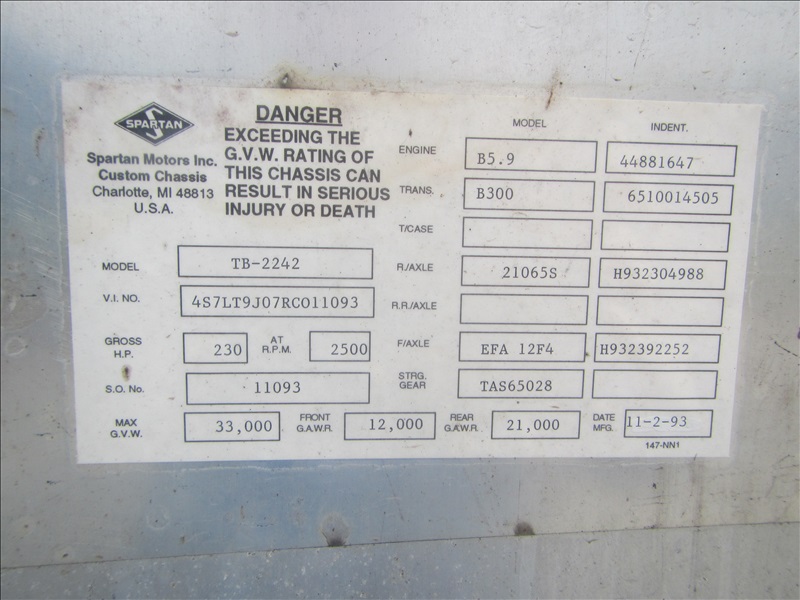 SPARTAN
Spartan Motors Inc.
Custom Chassis
Charlotte, MI 48813
U.S.A.
DANGER
EXCEEDING THE
G.V.W. RATING OF
THIS CHASSIS CAN
RESULT IN SERIOUS
INJURY OR DEATH
MODEL INDENT.
ENGINE B5.9 44881647
TRANS. B300 6510014505
T/CASE
R./AXLE 21065S H932304988
R.R./AXLE
F/AXLE EFA 12F4 H932392252
STRG. GEAR TAS65028
MODEL TB-2242
V.I. NO. 4S7LT9J07RC011093
GROSS H.P. 230 AT R.P.M. 2500
S.O. No. 11093
MAX G.V.W. 33,000 FRONT G.A.W.R. 12,000 REAR G.A.W.R. 21,000 DATE MFG. 11-2-93
147-NN1